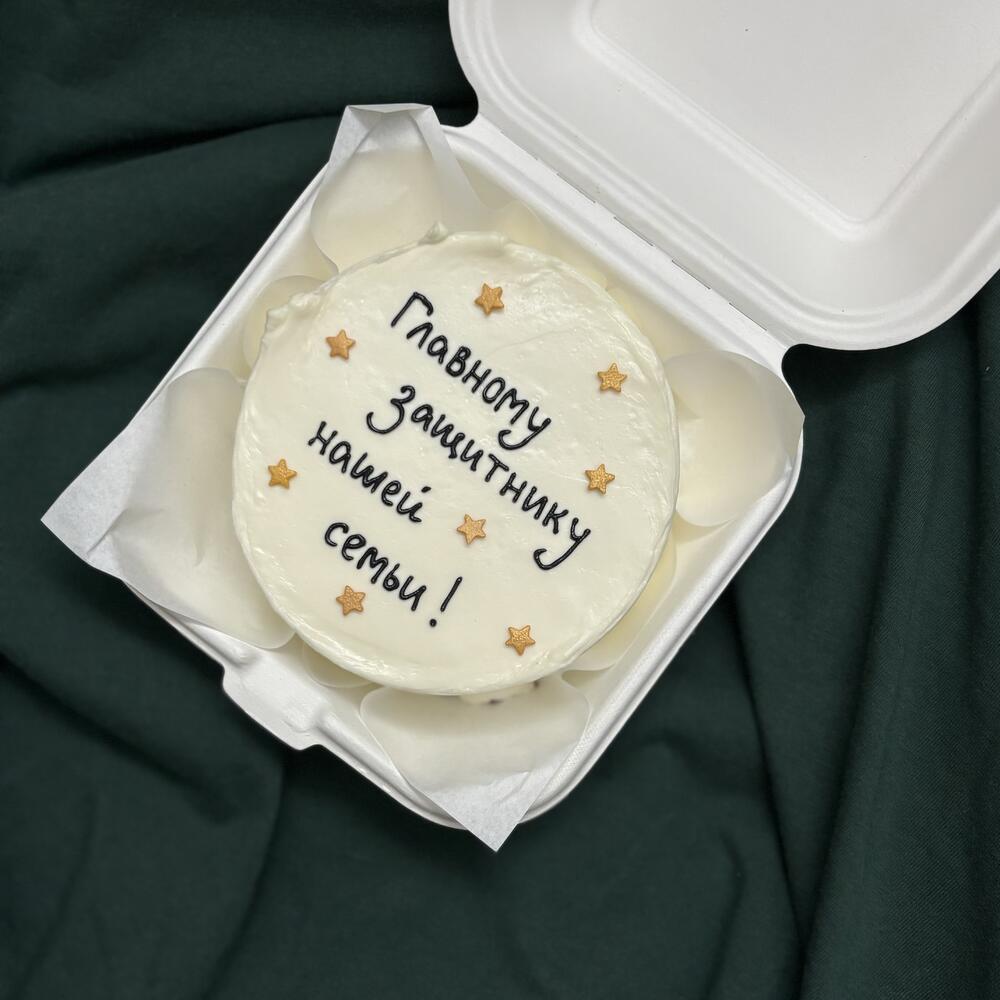 Главному
защитнику
нашей
семьи!